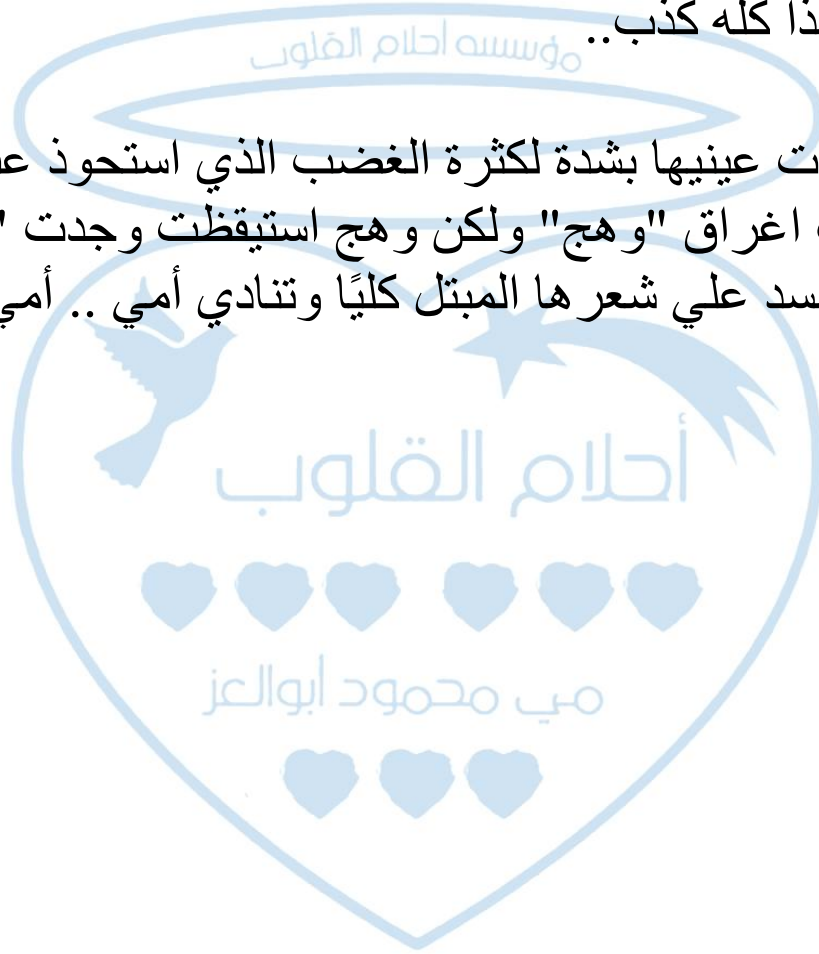 ذا كله كذب..
مؤسسه احلام القلوب
ت عينيها بشدة لكثرة الغضب الذي استحوذ ع
اغراق "وهج" ولكن وهج استيقظت وجدت "
سد علي شعرها المبتل كليًا وتنادي أمي .. أمي
أحلام القلوب
مي محمود أبوالعز